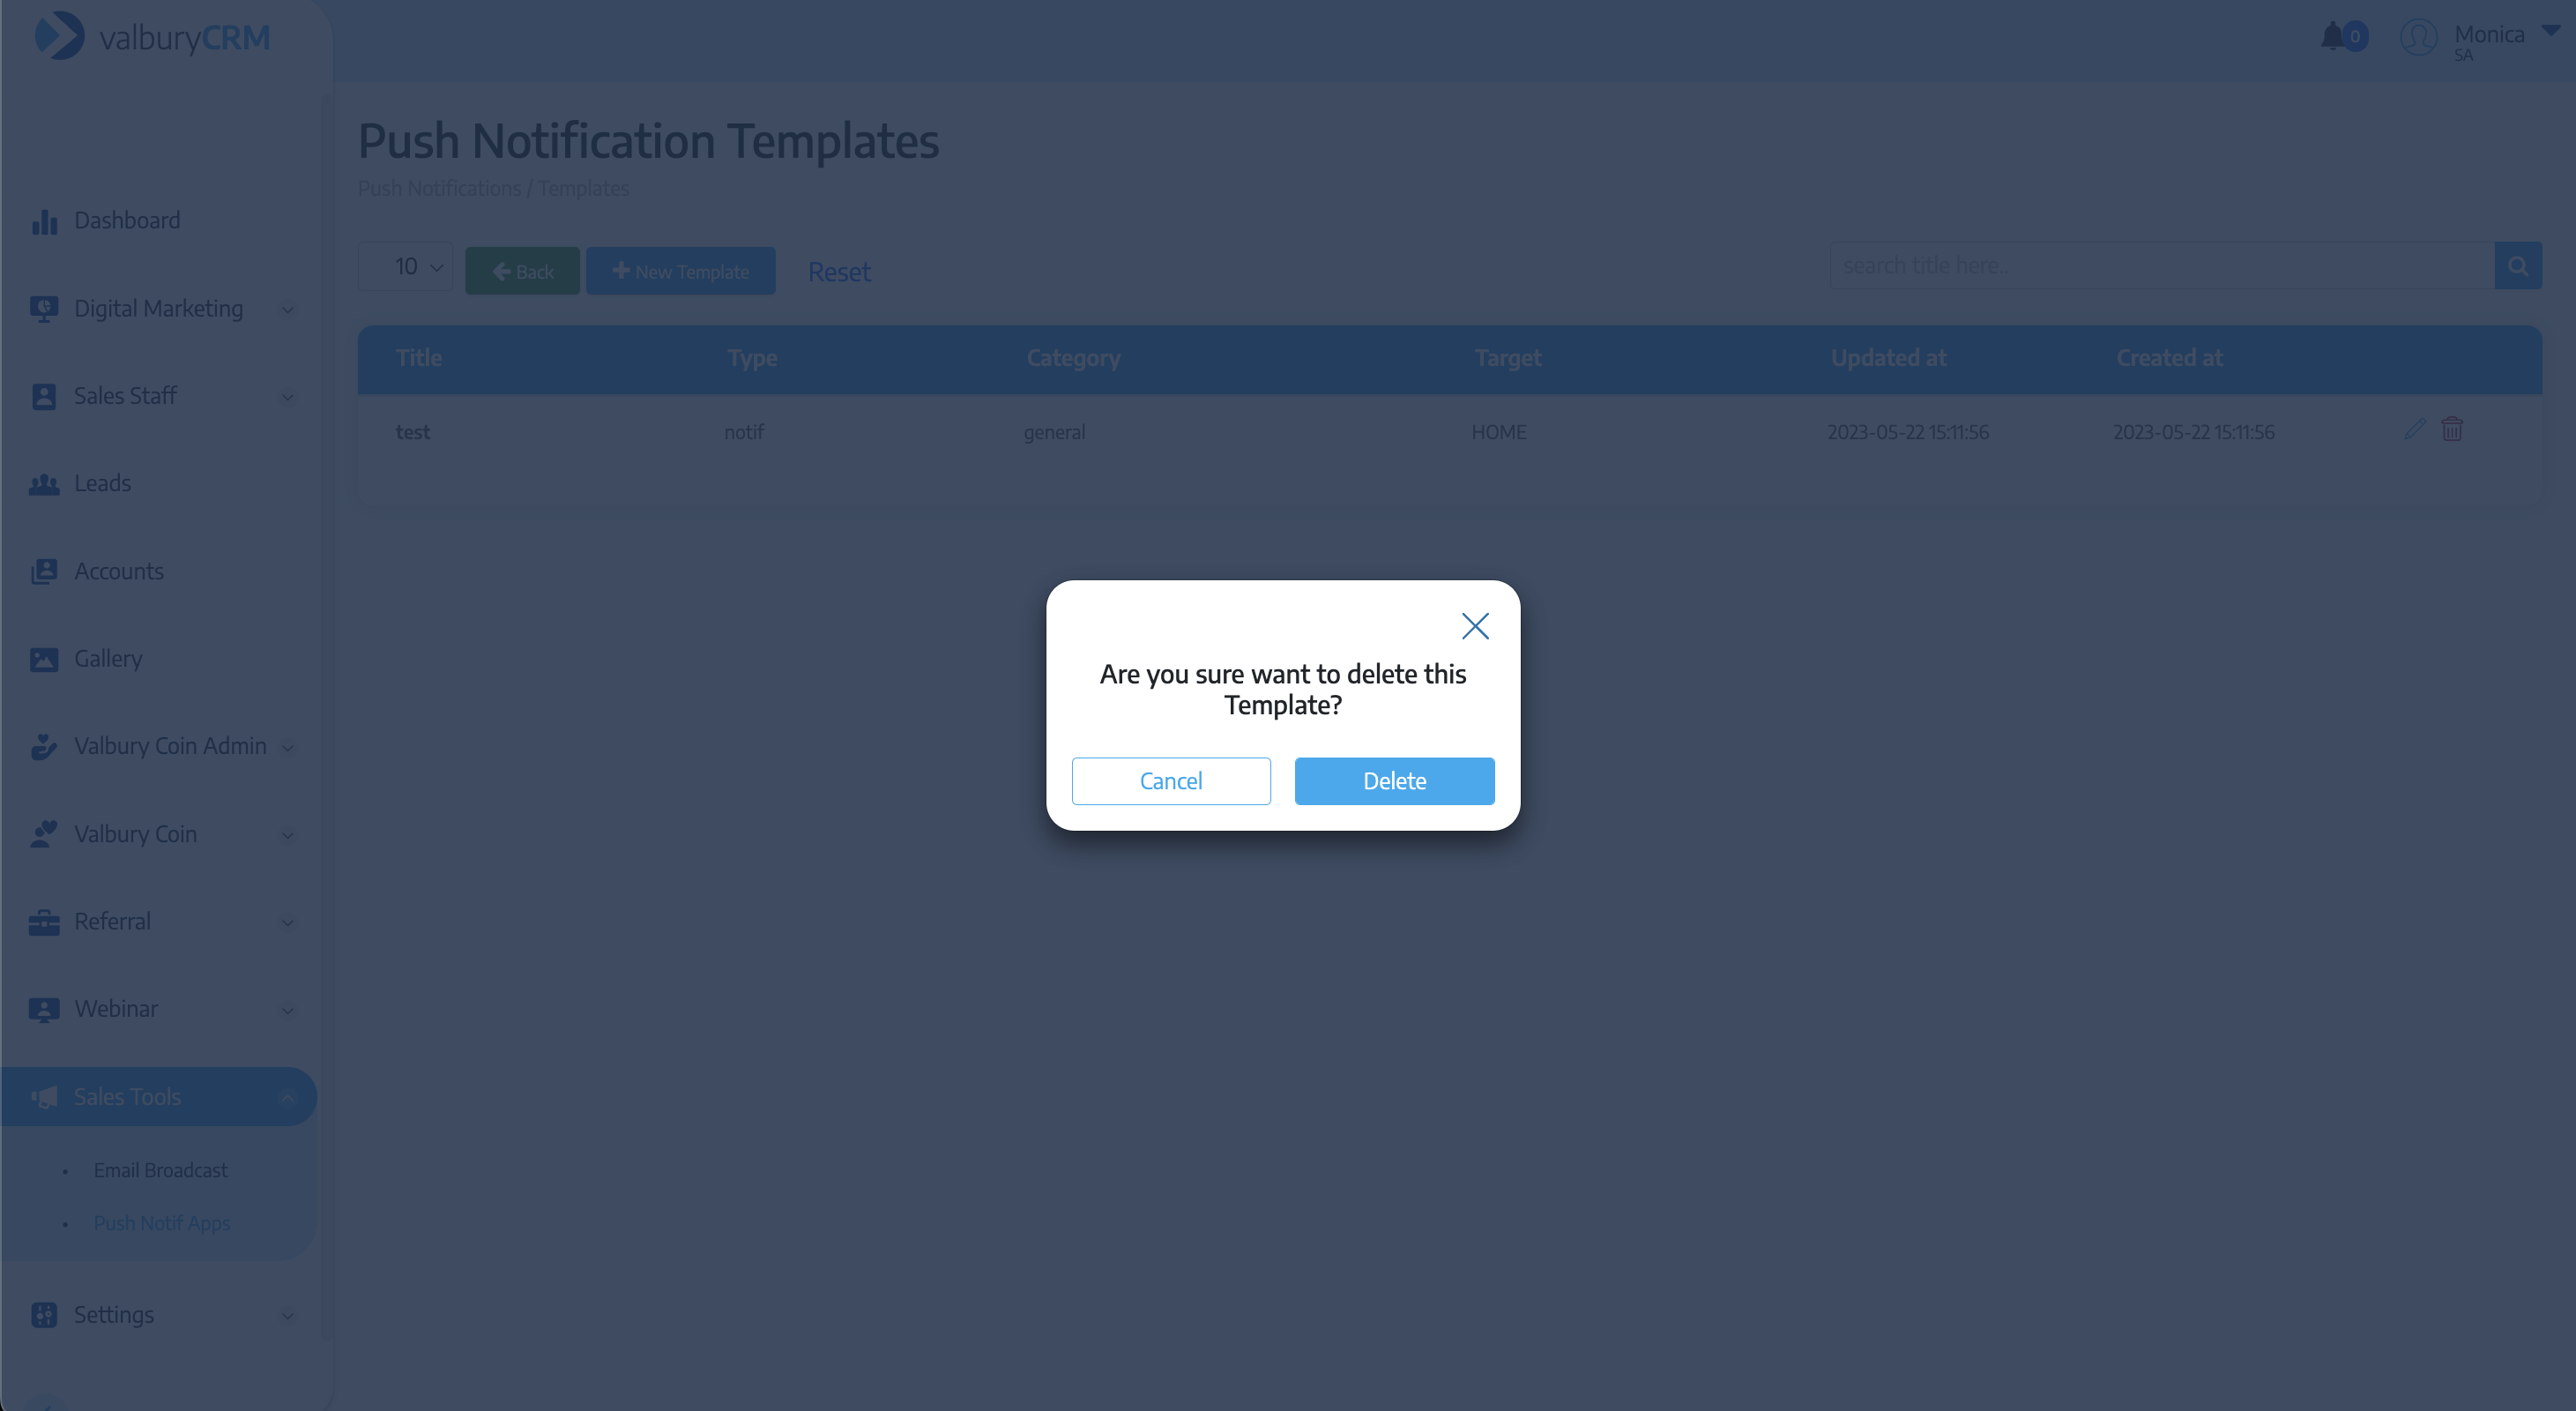 valburyCRM
0
Monica
SA
Push Notification Templates
Push Notifications / Templates
Dashboard
Digital Marketing
Sales Staff
Leads
Accounts
Gallery
Valbury Coin Admin
Valbury Coin
Referral
Webinar
Sales Tools
Email Broadcast
Push Notif Apps
Settings
10
Back
New Template
Reset
search title here..
Title Type Category Target Updated at Created at
test notif general HOME 2023-05-22 15:11:56 2023-05-22 15:11:56
Are you sure want to delete this
Template?
Cancel Delete